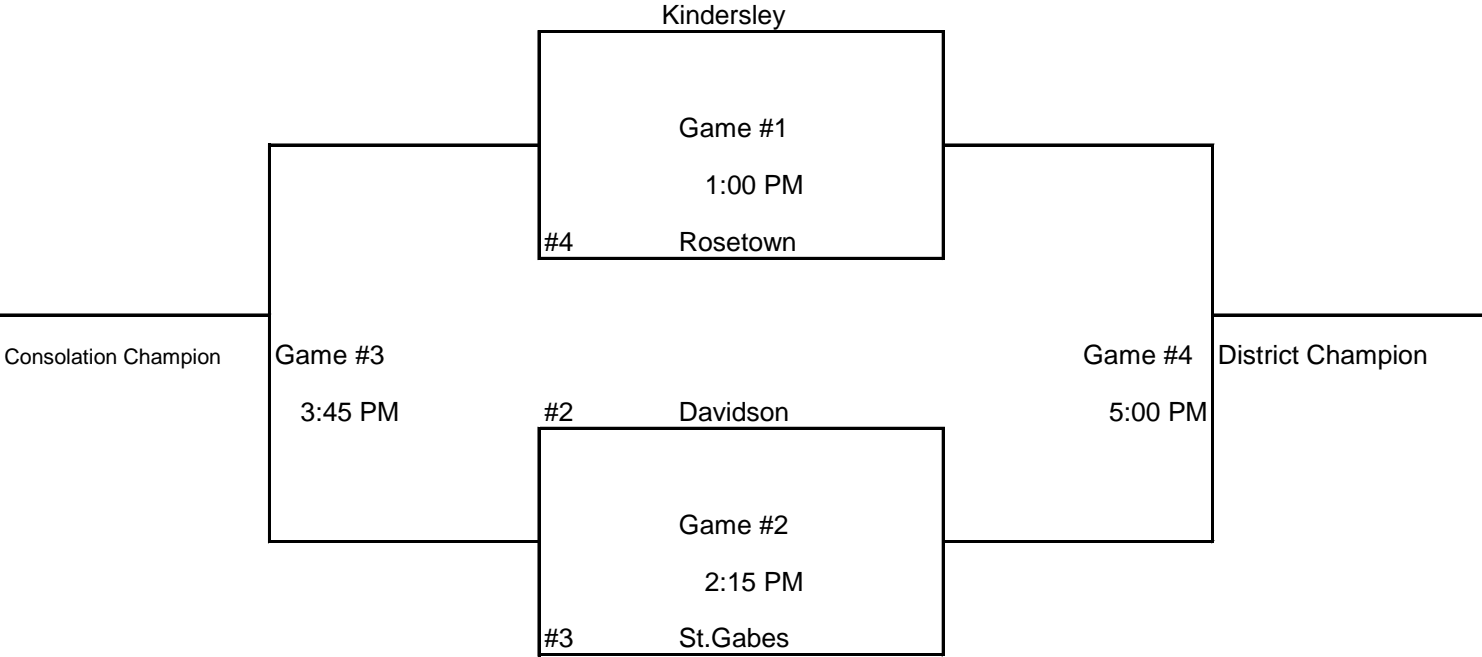 Kindersley
Game #1
1:00 PM
#4 Rosetown
Consolation Champion Game #3 Game #4 District Champion
3:45 PM #2 Davidson 5:00 PM
Game #2
2:15 PM
#3 St.Gabes